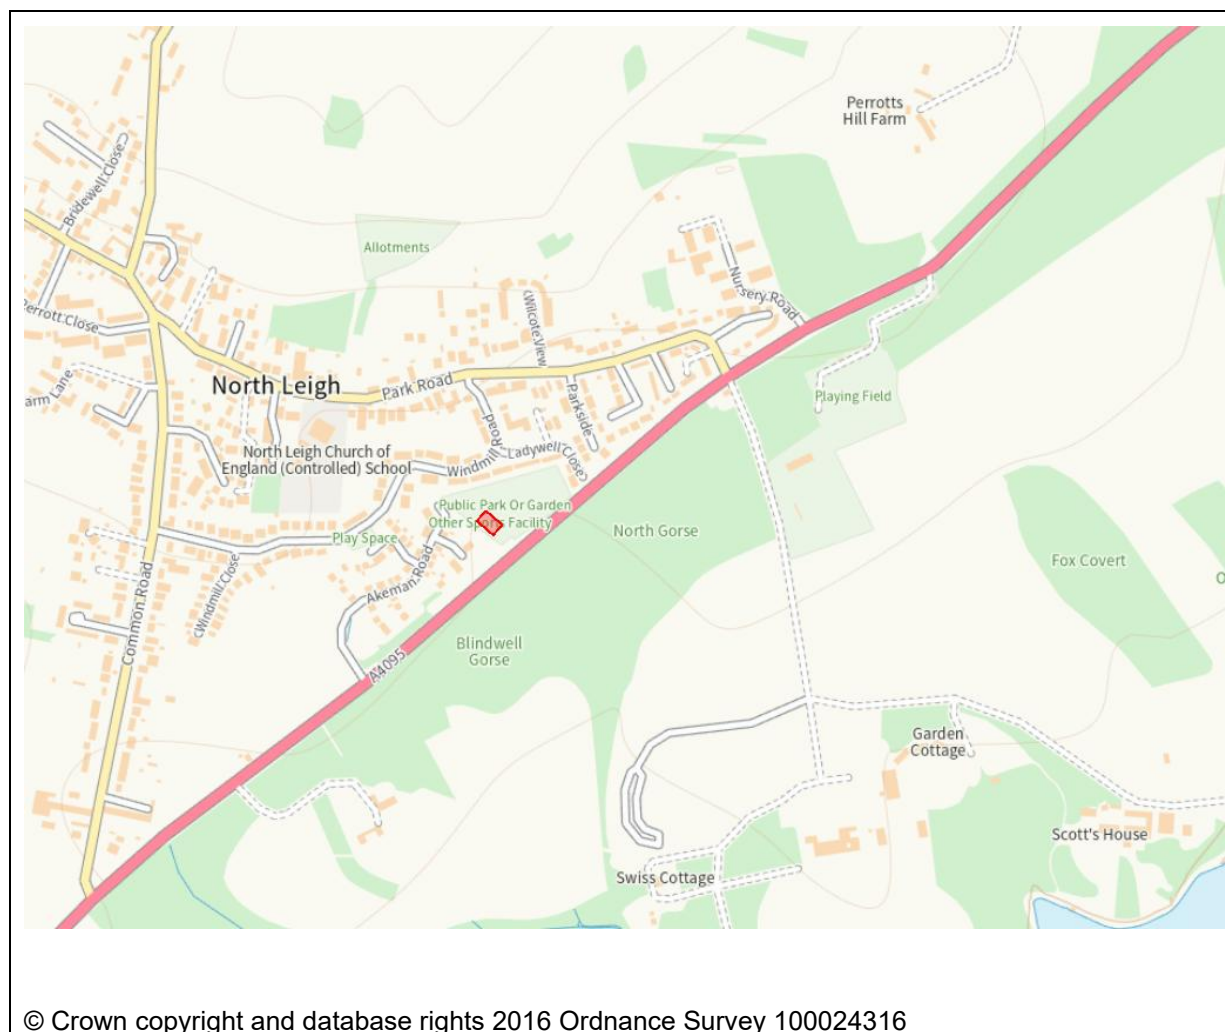 Perrotts
Hill Farm
Bridewell Close
Allotments
Nursery Road
Perrott Close
Wilcote View
North Leigh
Park Road
arm Lane
Parkside
Playing Field
Windmill Road
Ladywell Close
North Leigh Church of
England (Controlled) School
Public Park Or Garden
Other Sports Facility
North Gorse
Play Space
Fox Covert
O
Akeman Road
Windmill Close
Common Road
Blindwell
Gorse
A4095
Garden
Cottage
Scott's House
Swiss Cottage
© Crown copyright and database rights 2016 Ordnance Survey 100024316